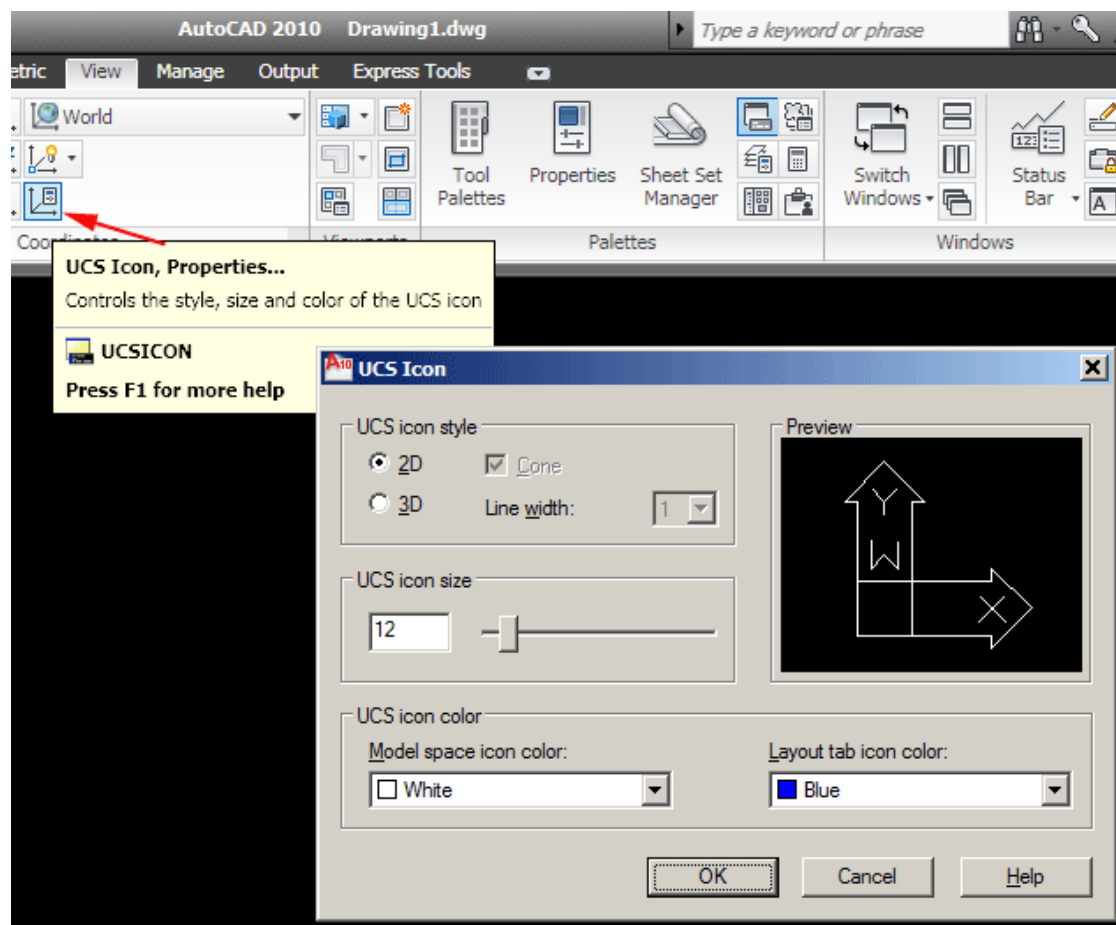 AutoCAD 2010 Drawing1.dwg Type a keyword or phrase
etric View Manage Output Express Tools
World
Tool Palettes
Properties
Sheet Set Manager
Switch Windows
Status Bar
Palettes
Windows
UCS Icon, Properties...
Controls the style, size and color of the UCS icon
UCSICON
Press F1 for more help
UCS Icon
UCS icon style
2D
Cone
3D
Line width:
1
UCS icon size
12
Preview
Y
W
X
UCS icon color
Model space icon color:
White
Layout tab icon color:
Blue
OK
Cancel
Help